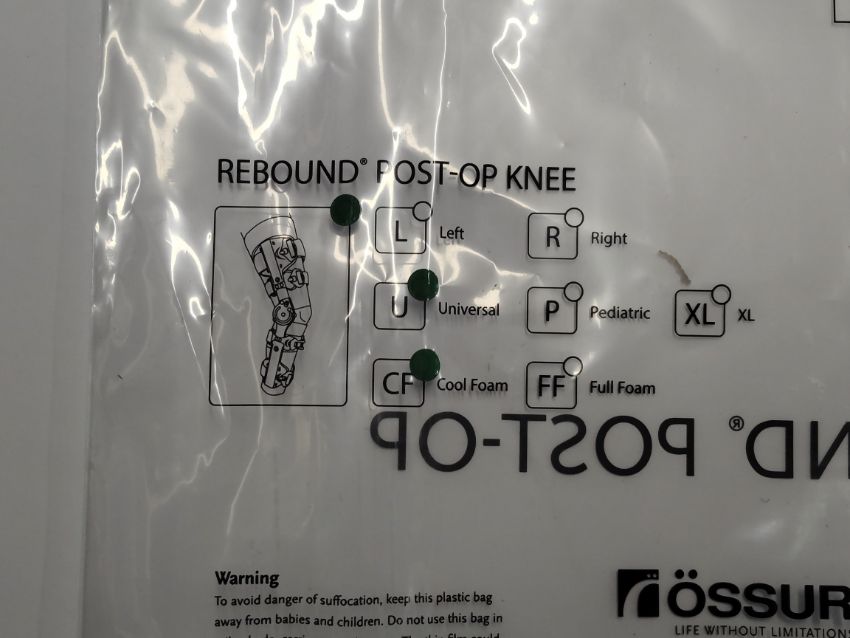 REBOUND® POST-OP KNEE
L Left R Right
U Universal P Pediatric XL XL
CF Cool Foam FF Full Foam
ND® POST-OP
Warning
To avoid danger of suffocation, keep this plastic bag
away from babies and children. Do not use this bag in
ÖSSUR
LIFE WITHOUT LIMITATION